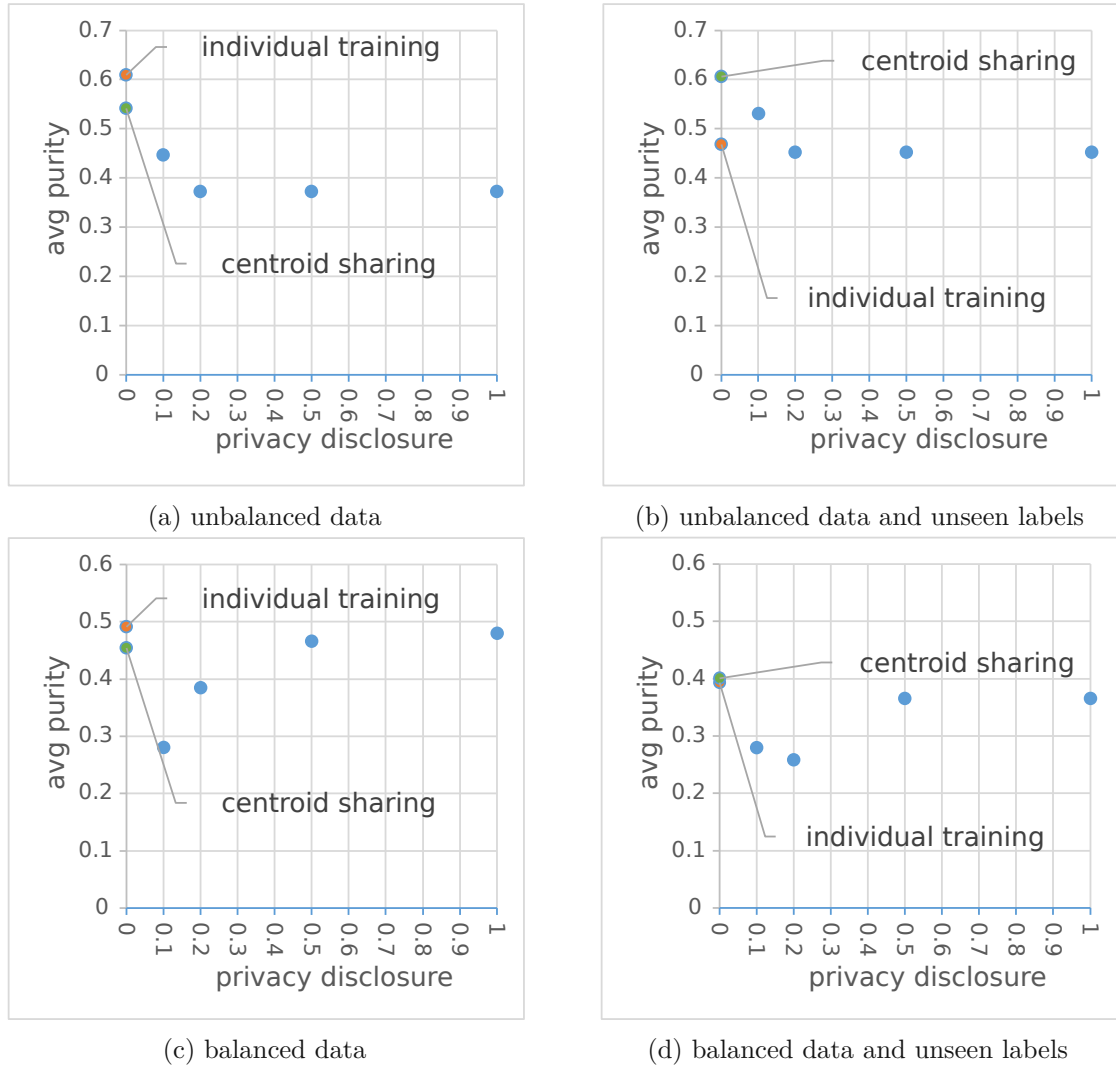 0.7
individual training
0.6
0.5
0.4
0.3
centroid sharing
0.2
0.1
0
avg purity
0 0.1 0.2 0.3 0.4 0.5 0.6 0.7 0.8 0.9 1
privacy disclosure
(a) unbalanced data
0.7
centroid sharing
0.6
0.5
0.4
0.3
0.2
individual training
0.1
0
avg purity
0 0.1 0.2 0.3 0.4 0.5 0.6 0.7 0.8 0.9 1
privacy disclosure
(b) unbalanced data and unseen labels
0.6
individual training
0.5
0.4
0.3
0.2
centroid sharing
0.1
0
avg purity
0 0.1 0.2 0.3 0.4 0.5 0.6 0.7 0.8 0.9 1
privacy disclosure
(c) balanced data
0.6
0.5
centroid sharing
0.4
0.3
0.2
individual training
0.1
0
avg purity
0 0.1 0.2 0.3 0.4 0.5 0.6 0.7 0.8 0.9 1
privacy disclosure
(d) balanced data and unseen labels